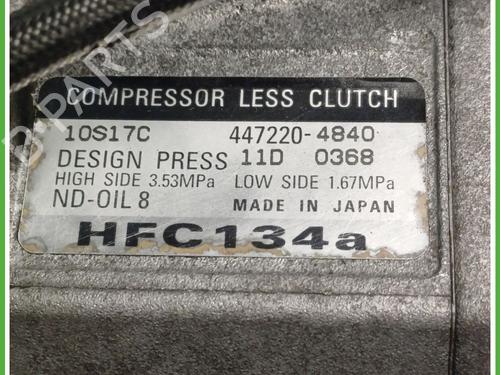 COMPRESSOR LESS CLUTCH
10S17C 447220-4840
DESIGN PRESS 11D 0368
HIGH SIDE 3.53MPa LOW SIDE 1.67MPa
ND-OIL 8 MADE IN JAPAN
HFC134a
B-PARTS